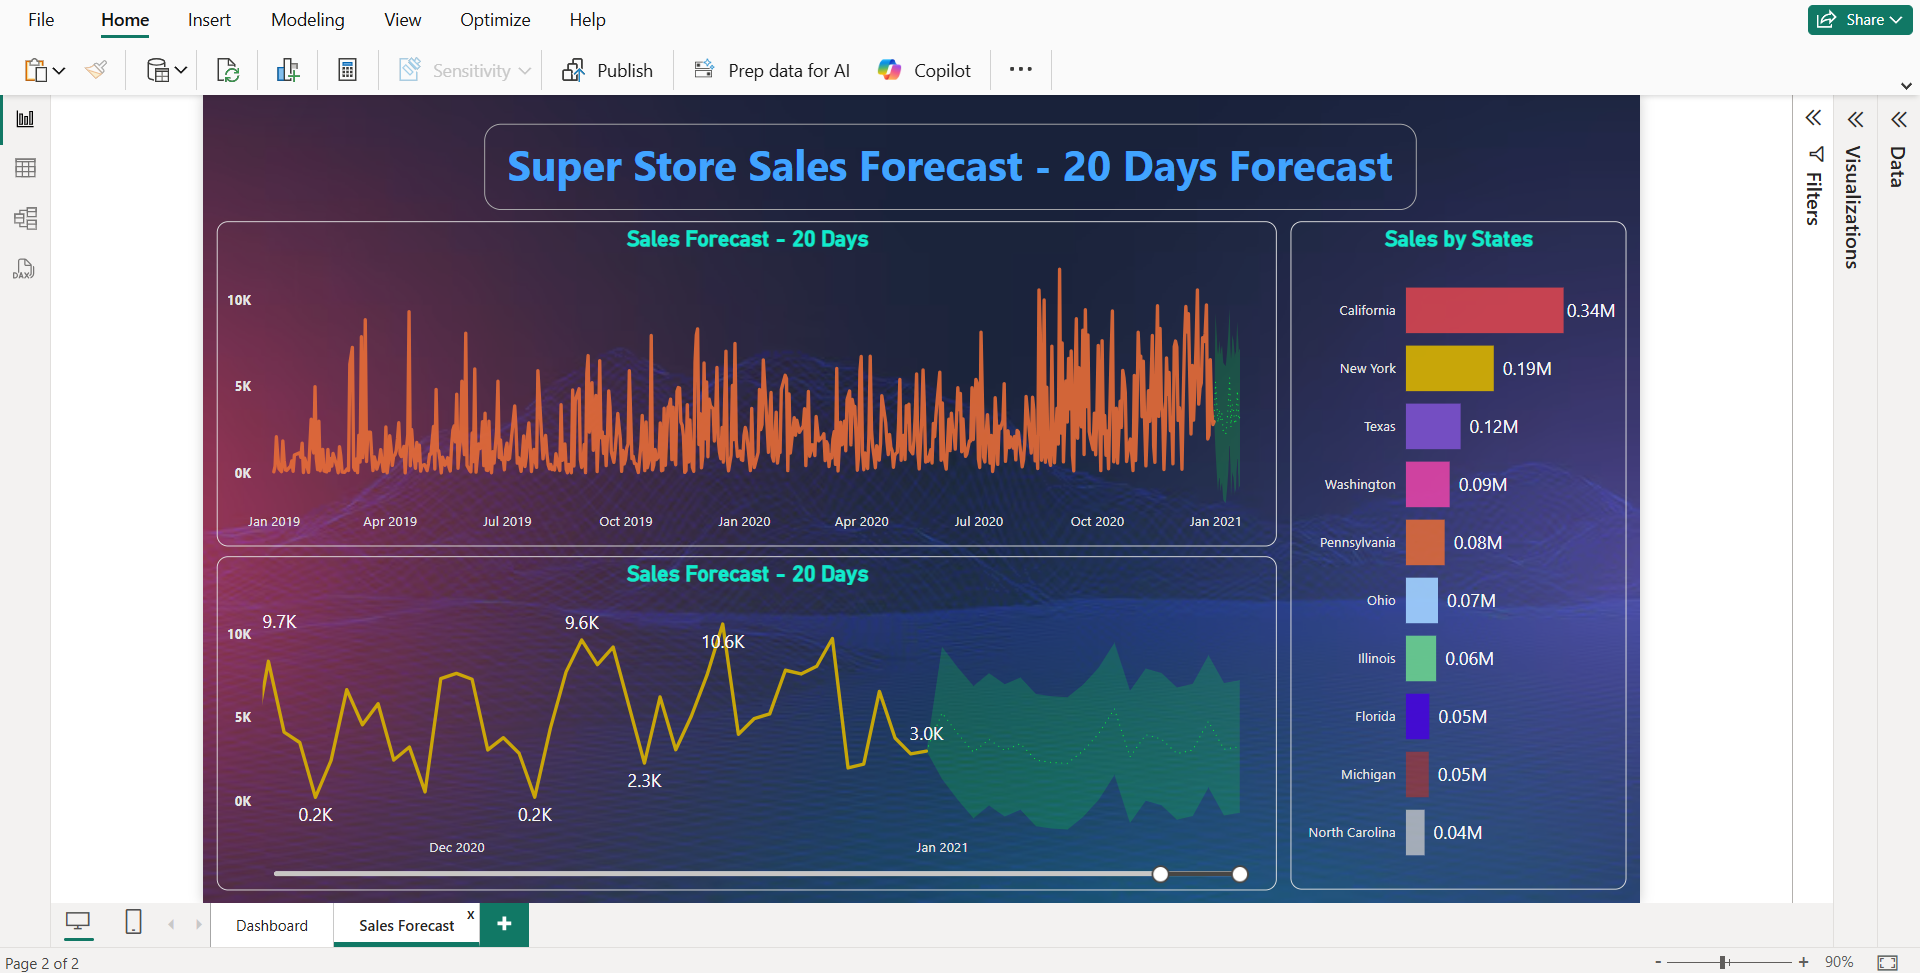 File Home Insert Modeling View Optimize Help Share
Sensitivity Publish Prep data for AI Copilot ...
DAX
Super Store Sales Forecast - 20 Days Forecast
Sales Forecast - 20 Days
10K
5K
0K
Jan 2019 Apr 2019 Jul 2019 Oct 2019 Jan 2020 Apr 2020 Jul 2020 Oct 2020 Jan 2021
Sales Forecast - 20 Days
10K
5K
0K
9.7K
0.2K
0.2K
9.6K
2.3K
10.6K
3.0K
Dec 2020 Jan 2021
Sales by States
California 0.34M
New York 0.19M
Texas 0.12M
Washington 0.09M
Pennsylvania 0.08M
Ohio 0.07M
Illinois 0.06M
Florida 0.05M
Michigan 0.05M
North Carolina 0.04M
Filters
Visualizations
Data
Dashboard Sales Forecast x +
Page 2 of 2 - + 90%